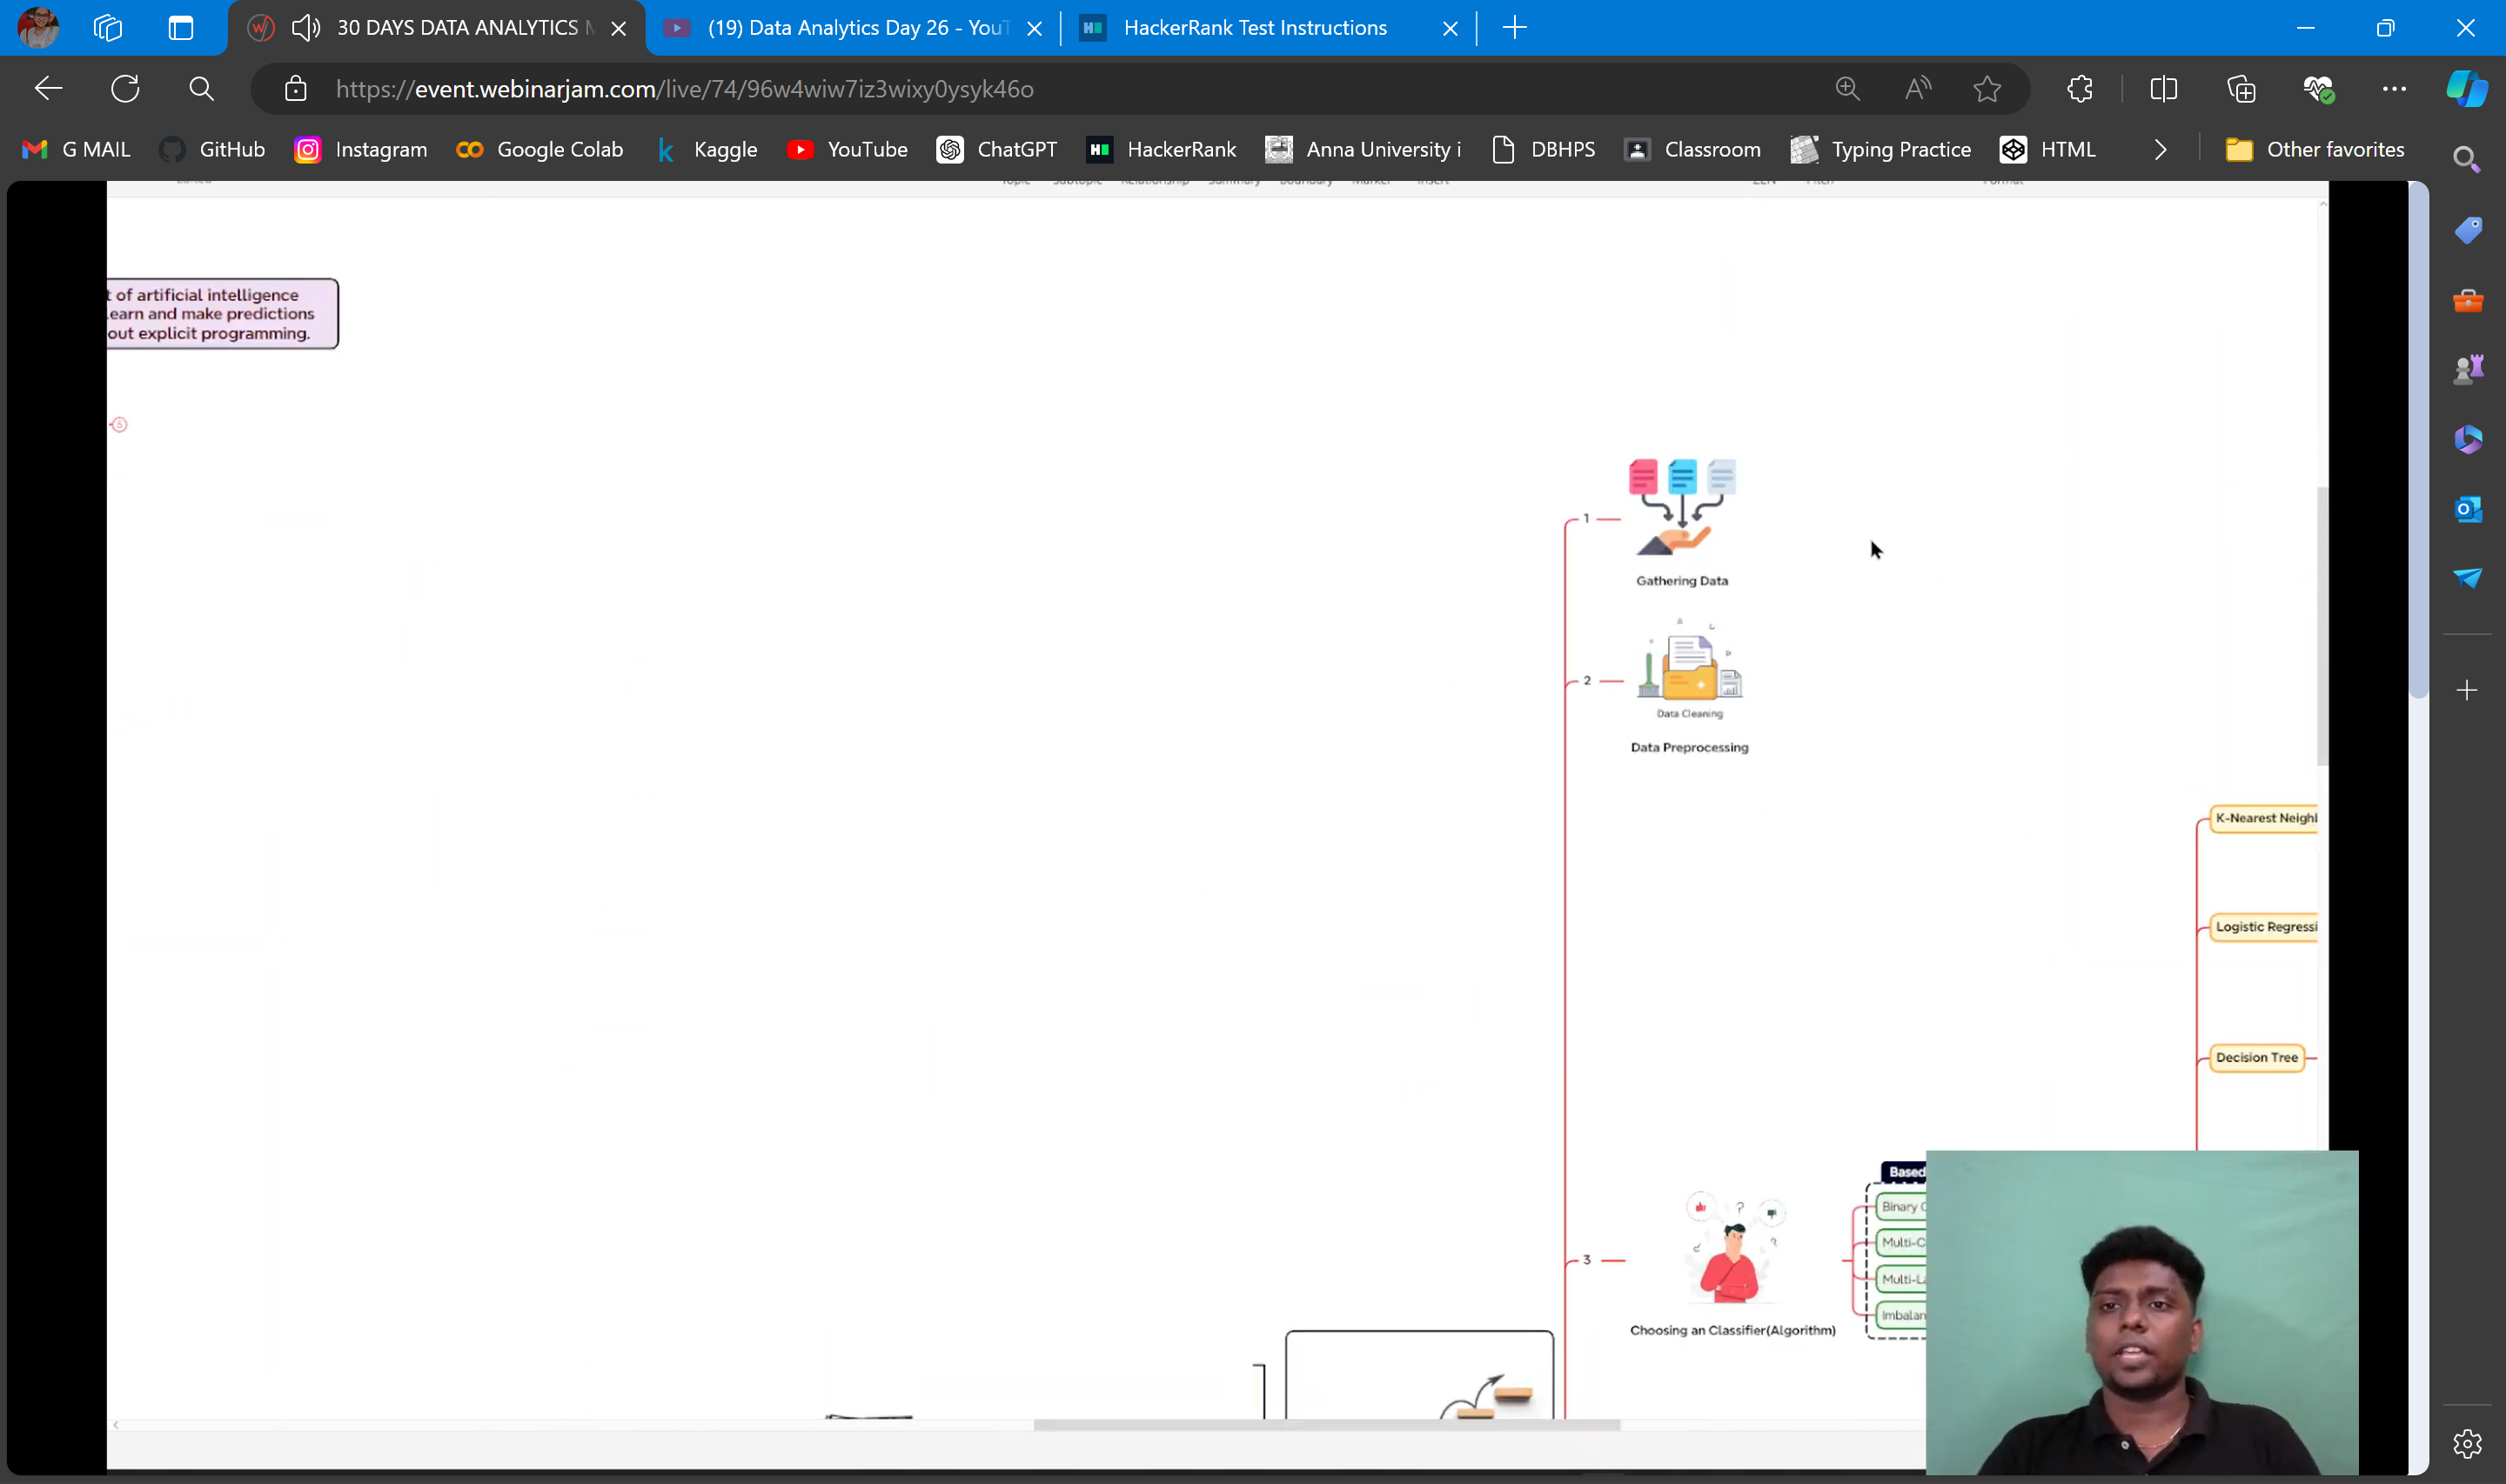 30 DAYS DATA ANALYTICS
(19) Data Analytics Day 26 - YouT
HackerRank Test Instructions
https://event.webinarjam.com/live/74/96w4wiw7iz3wixy0ysyk46o
G MAIL
GitHub
Instagram
Google Colab
Kaggle
YouTube
ChatGPT
HackerRank
Anna University i
DBHPS
Classroom
Typing Practice
HTML
Other favorites
t of artificial intelligence
earn and make predictions
out explicit programming.
1
Gathering Data
2
Data Cleaning
Data Preprocessing
K-Nearest Neighb
Logistic Regressi
Decision Tree
Based
Binary C
Multi-C
Multi-La
Imbalan
3
Choosing an Classifier(Algorithm)